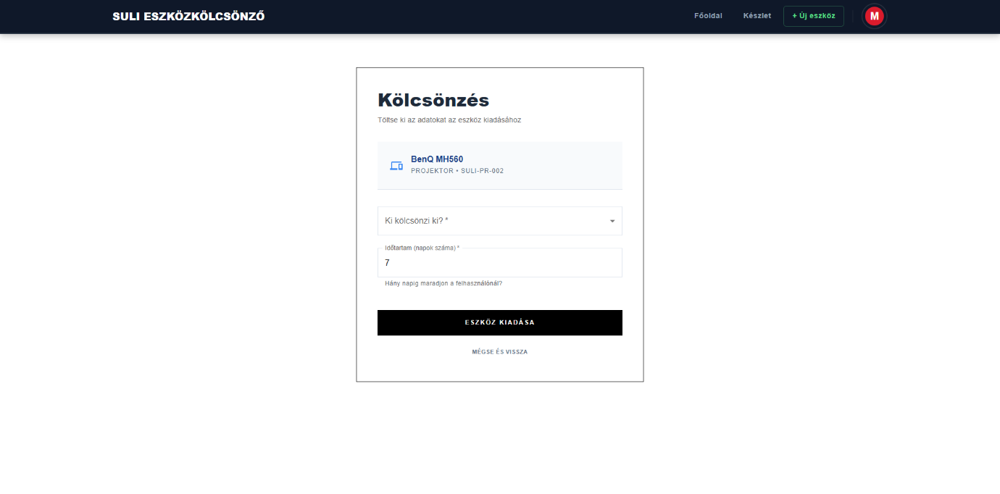 SULI ESZKÖZKÖLCSÖNZŐ
Főoldal
Készlet
+ Új eszköz
M
Kölcsönzés
Töltse ki az adatokat az eszköz kiadásához
BenQ MH560
PROJEKTOR • SULI-PR-002
Ki kölcsönzi ki? *
Időtartam (napok száma) *
7
Hány napig maradjon a felhasználónál?
ESZKÖZ KIADÁSA
MÉGSE ÉS VISSZA